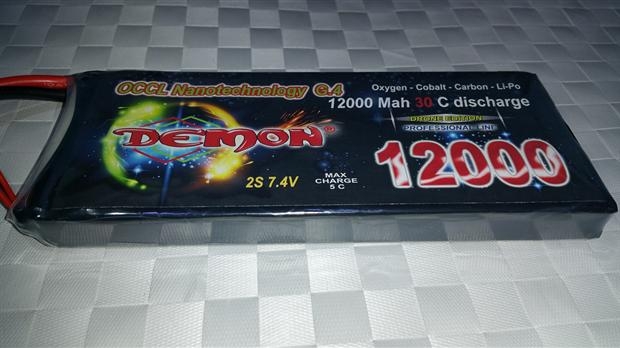 OCCL Nanotechnology G.4
Oxygen - Cobalt - Carbon - Li-Po
12000 Mah 30 C discharge
DRONE EDITION
PROFESSIONAL LINE
DEMON®
12000
2S 7.4V
MAX
CHARGE
5 C